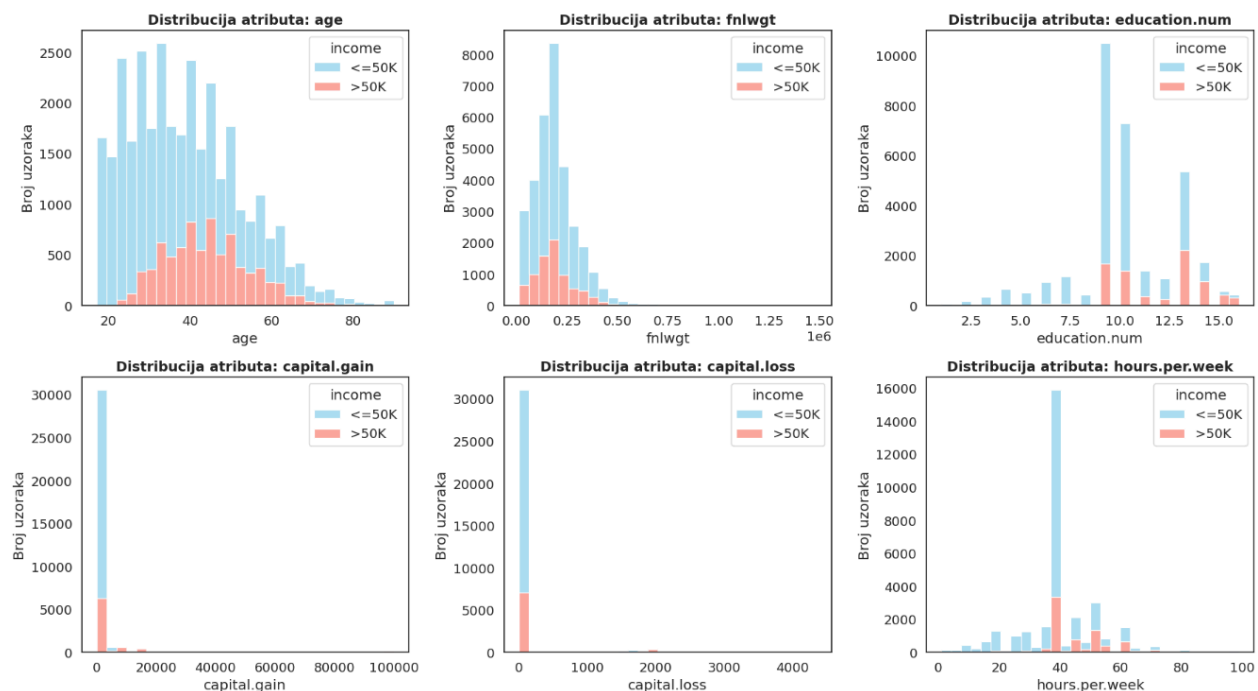 Distribucija atributa: age
income
<=50K
>50K
Broj uzoraka
2500
2000
1500
1000
500
0
20 40 60 80
age
Distribucija atributa: fnlwgt
income
<=50K
>50K
Broj uzoraka
8000
7000
6000
5000
4000
3000
2000
1000
0
0.00 0.25 0.50 0.75 1.00 1.25 1.50
1e6
fnlwgt
Distribucija atributa: education.num
income
<=50K
>50K
Broj uzoraka
10000
8000
6000
4000
2000
0
2.5 5.0 7.5 10.0 12.5 15.0
education.num
Distribucija atributa: capital.gain
income
<=50K
>50K
Broj uzoraka
30000
25000
20000
15000
10000
5000
0
0 20000 40000 60000 80000 100000
capital.gain
Distribucija atributa: capital.loss
income
<=50K
>50K
Broj uzoraka
30000
25000
20000
15000
10000
5000
0
0 1000 2000 3000 4000
capital.loss
Distribucija atributa: hours.per.week
income
<=50K
>50K
Broj uzoraka
16000
14000
12000
10000
8000
6000
4000
2000
0
0 20 40 60 80 100
hours.per.week